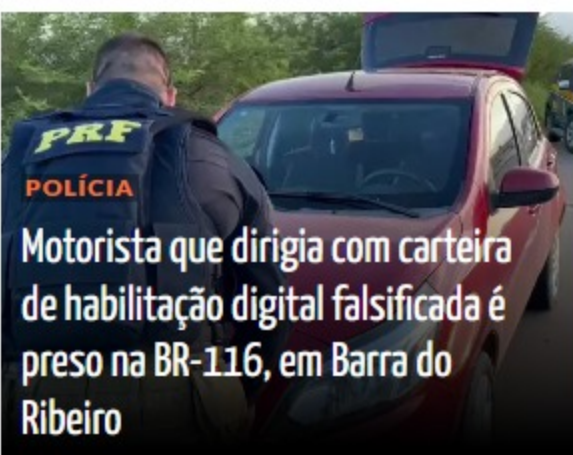 PRF
POLÍCIA
Motorista que dirigia com carteira
de habilitação digital falsificada é
preso na BR-116, em Barra do
Ribeiro